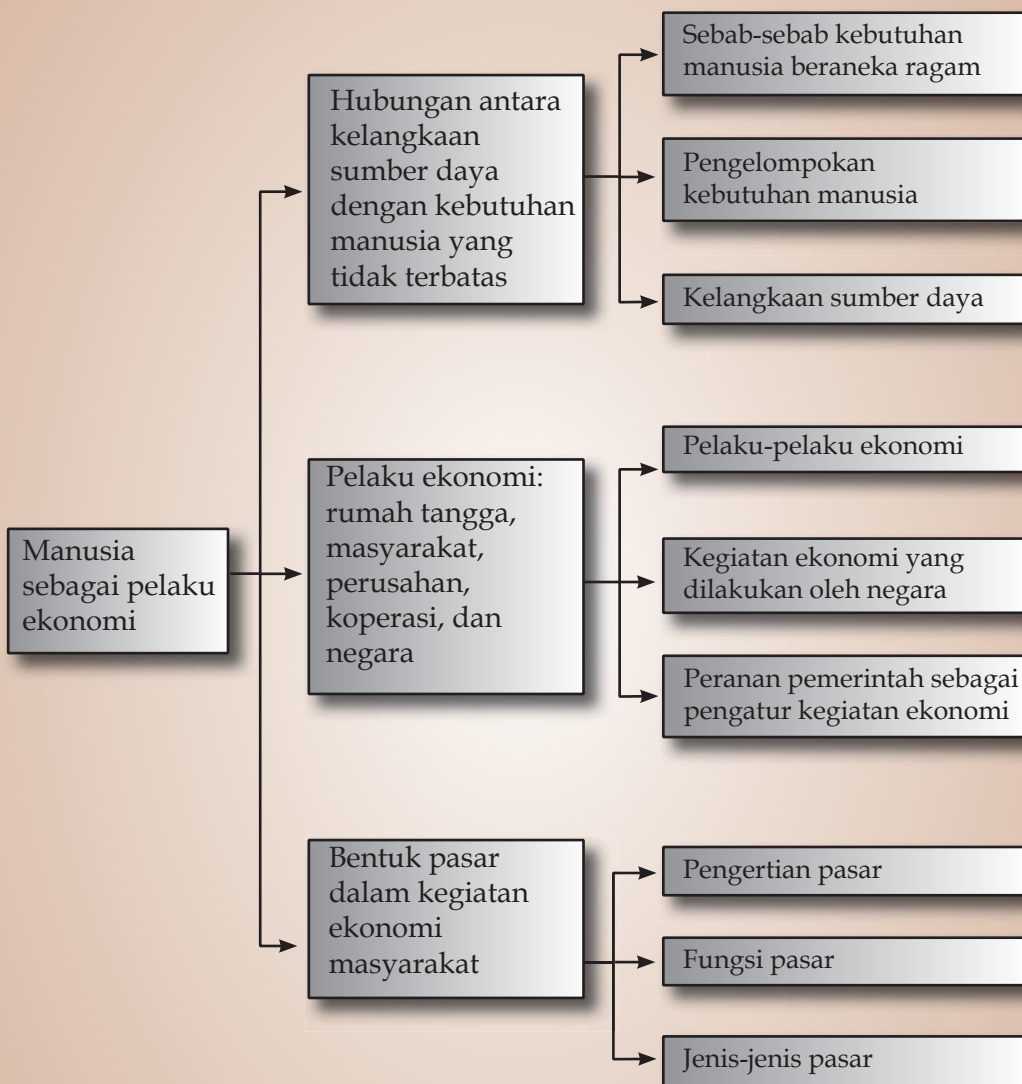 Manusia
sebagai pelaku
ekonomi
Hubungan antara
kelangkaan
sumber daya
dengan kebutuhan
manusia yang
tidak terbatas
Sebab-sebab kebutuhan
manusia beraneka ragam
Pengelompokan
kebutuhan manusia
Kelangkaan sumber daya
Pelaku ekonomi:
rumah tangga,
masyarakat,
perusahan,
koperasi, dan
negara
Pelaku-pelaku ekonomi
Kegiatan ekonomi yang
dilakukan oleh negara
Peranan pemerintah sebagai
pengatur kegiatan ekonomi
Bentuk pasar
dalam kegiatan
ekonomi
masyarakat
Pengertian pasar
Fungsi pasar
Jenis-jenis pasar